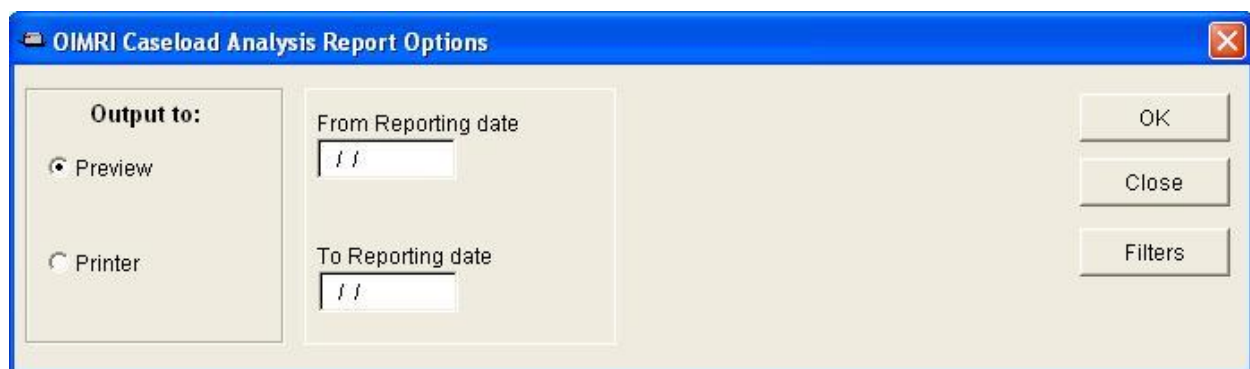 OIMRI Caseload Analysis Report Options
Output to:
Preview
Printer
From Reporting date
/ /
To Reporting date
/ /
OK
Close
Filters